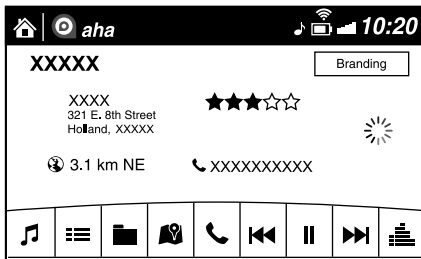 aha 10:20
XXXXX Branding
XXXX
321 E. 8th Street
Holland, XXXXX
3.1 km NE XXXXXXXXXX